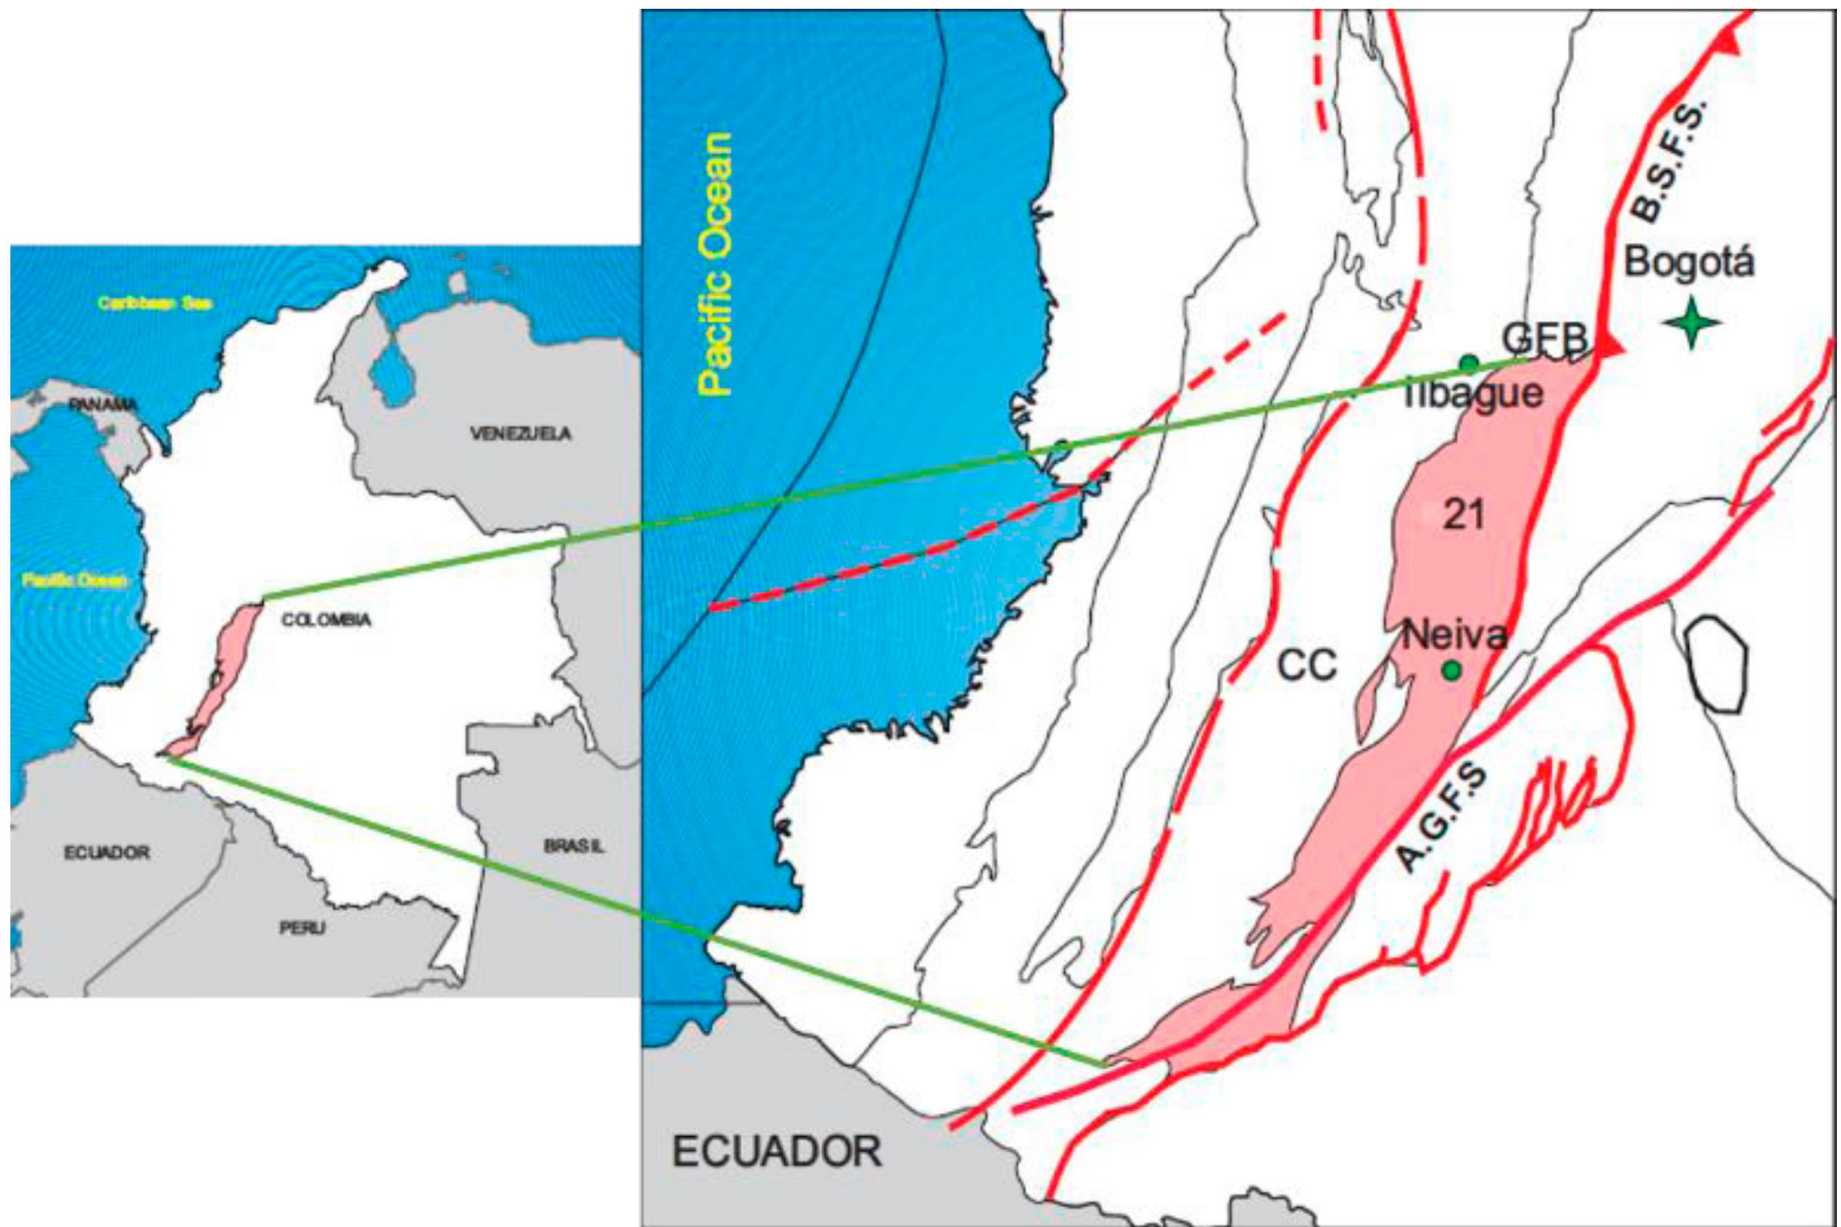 Caribbean Sea
PANAMA
VENEZUELA
Pacific Ocean
COLOMBIA
ECUADOR
BRASIL
PERU
Pacific Ocean
B.S.F.S.
Bogotá
GFB
Ibague
21
Neiva
CC
A.G.F.S
ECUADOR